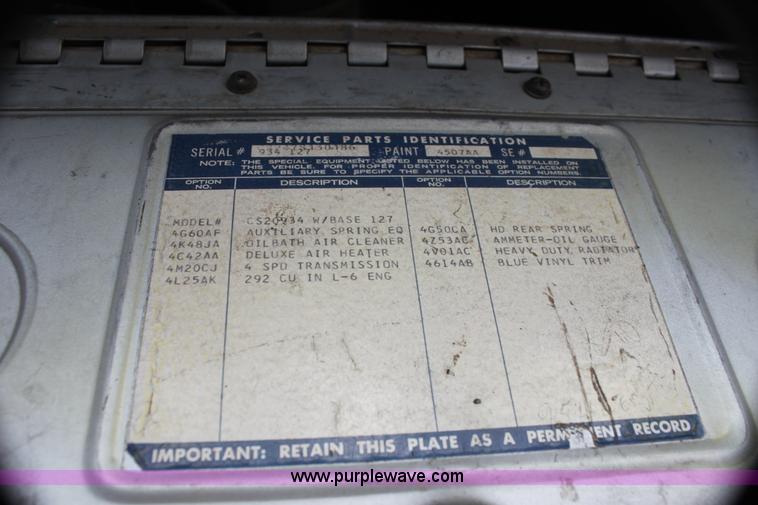 SERVICE PARTS IDENTIFICATION
SERIAL # 934 127 PAINT 4507AA SE #
NOTE: THE SPECIAL EQUIPMENT LISTED BELOW HAS BEEN INSTALLED ON
THIS VEHICLE. FOR PROPER IDENTIFICATION OF REPLACEMENT
PARTS BE SURE TO SPECIFY THE APPLICABLE OPTION NUMBERS.
OPTION NO. DESCRIPTION OPTION NO. DESCRIPTION
MODEL# CS20934 W/BASE 127
4G60AF AUXILIARY SPRING EQ 4G50CA HD REAR SPRING
4K48JA OILBATH AIR CLEANER 4Z53AC AMMETER-OIL GAUGE
4C42AA DELUXE AIR HEATER 4V01AC HEAVY DUTY RADIATOR
4M20CJ 4 SPD TRANSMISSION 4614AB BLUE VINYL TRIM
4L25AK 292 CU IN L-6 ENG
IMPORTANT: RETAIN THIS PLATE AS A PERMANENT RECORD
www.purplewave.com